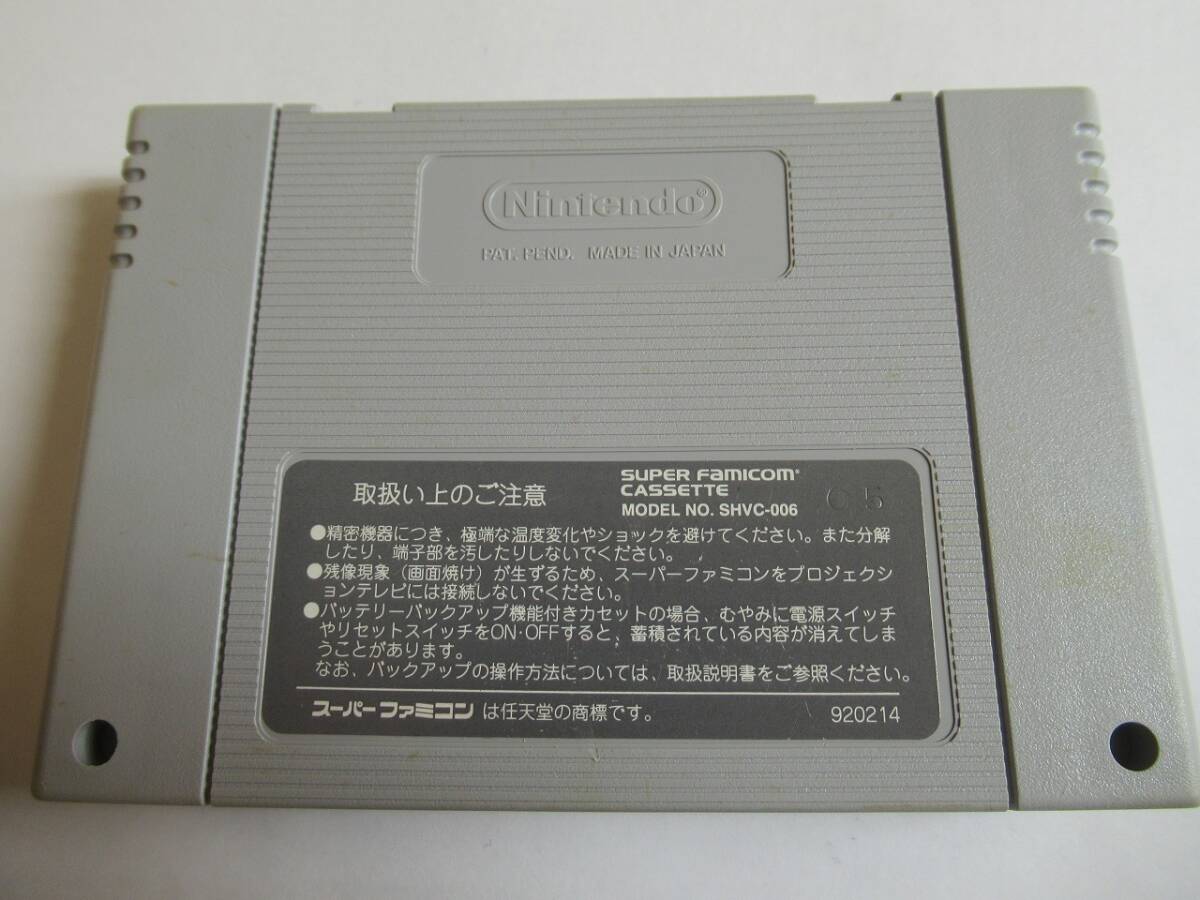 Nintendo®
PAT. PEND. MADE IN JAPAN
取扱い上のご注意
SUPER FAMICOM®
CASSETTE
MODEL NO. SHVC-006
05
●精密機器につき、極端な温度変化やショックを避けてください。また分解
したり、端子部を汚したりしないでください。
●残像現象（画面焼け）が生ずるため、スーパーファミコンをプロジェクシ
ョンテレビには接続しないでください。
●バッテリーバックアップ機能付きカセットの場合、むやみに電源スイッチ
やリセットスイッチをON･OFFすると、蓄積されている内容が消えてしま
うことがあります。
なお、バックアップの操作方法については、取扱説明書をご参照ください。
スーパーファミコン は任天堂の商標です。
920214